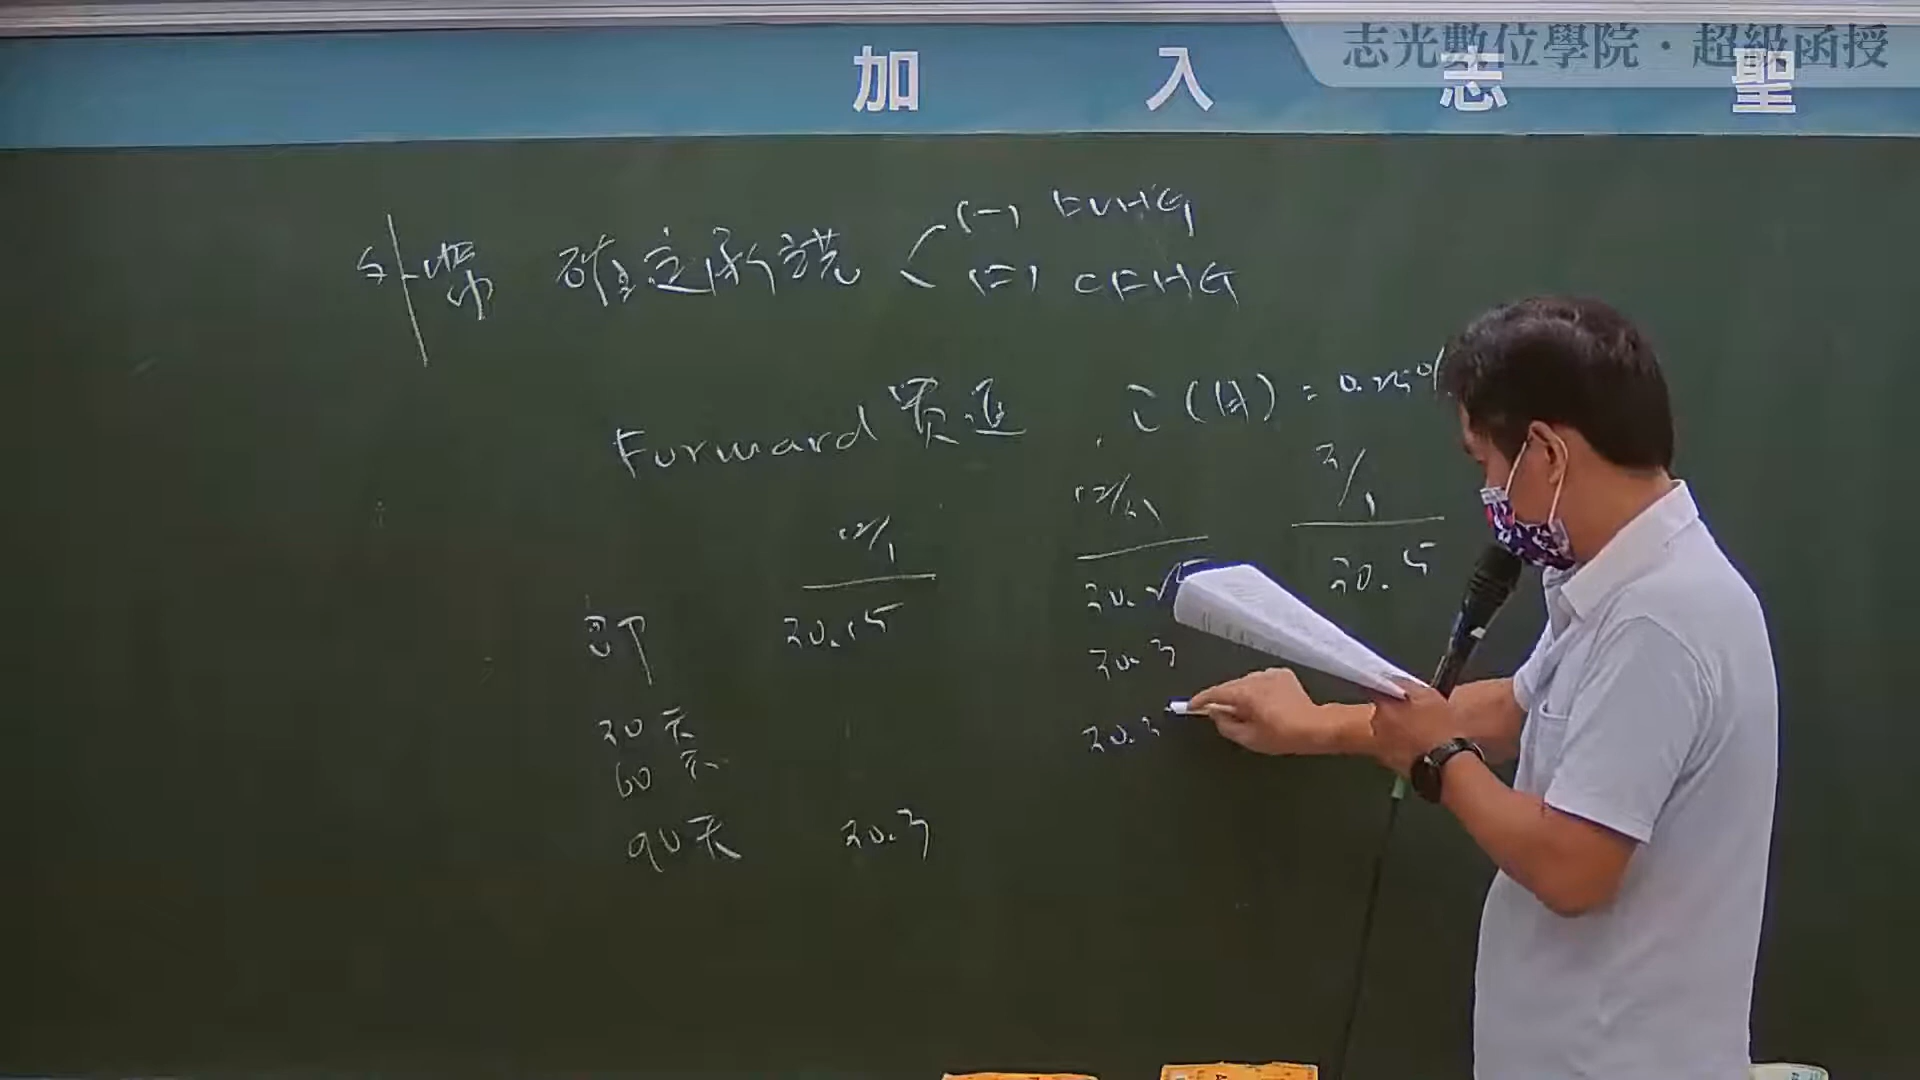 志光數位學院·超級函授
加入志聖
外幣 確定承諾 (一) FVHG
(二) CFHG
Forward 買進 i(月) = 0.25%
12/1 12/31 3/1
即 30.15 30. 30.5
30天 30.3
60天 30.3
90天 30.3